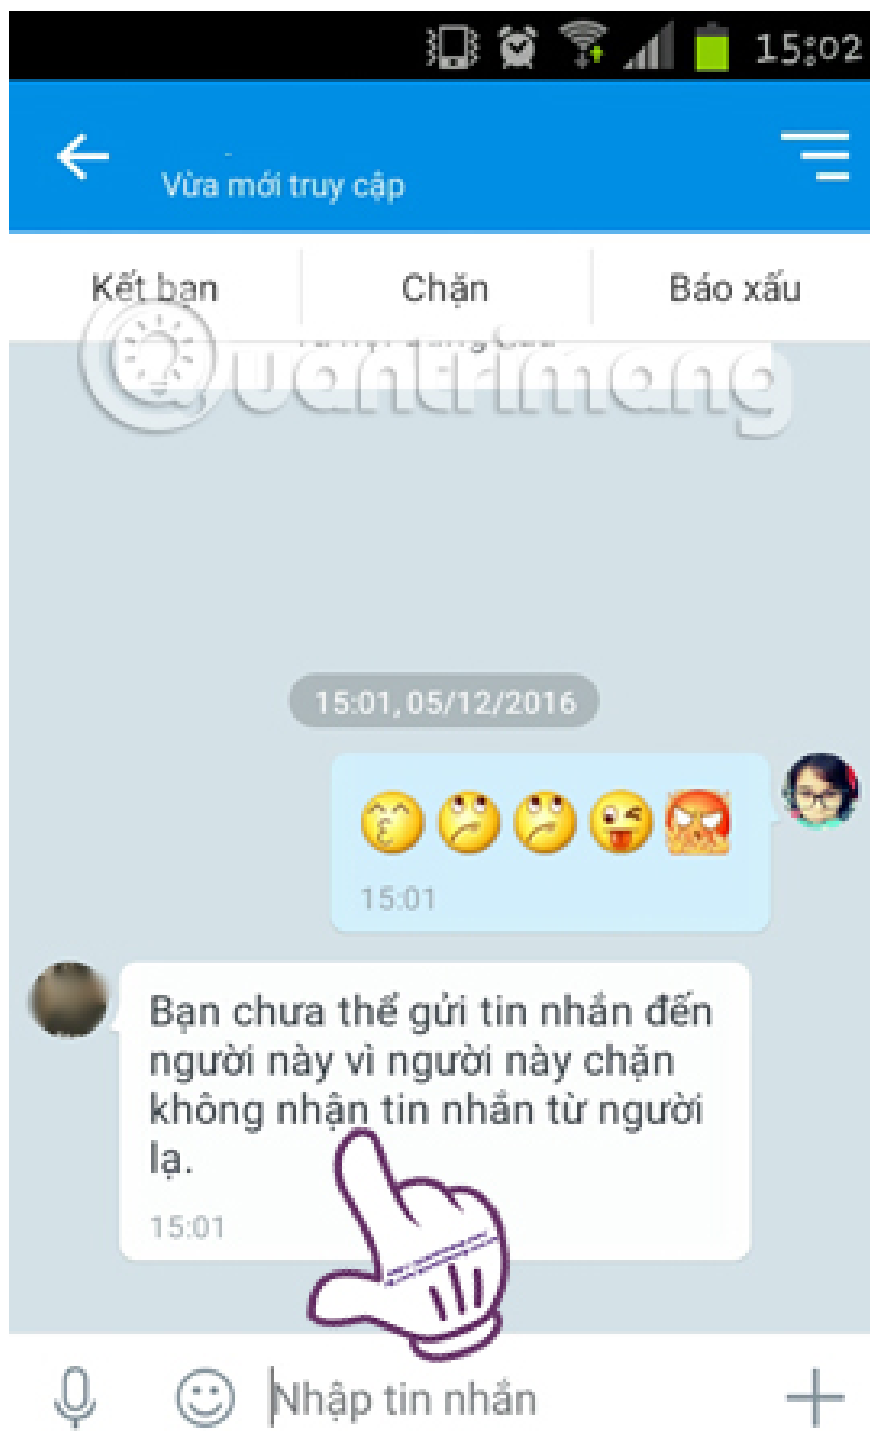 15:02
Vừa mới truy cập
Kết bạn
Chặn
Báo xấu
Quantrimang
15:01, 05/12/2016
15:01
Bạn chưa thể gửi tin nhắn đến
người này vì người này chặn
không nhận tin nhắn từ người
lạ.
15:01
Nhập tin nhắn